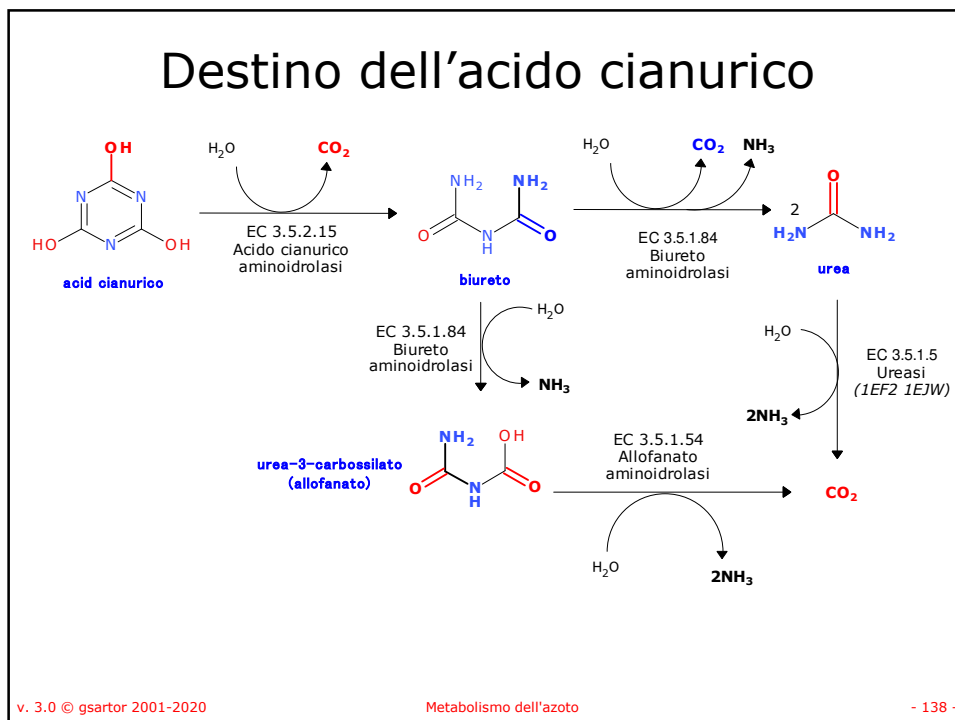 Destino dell'acido cianurico
OH
N N
N
HO OH
acid cianurico
H₂O CO₂
EC 3.5.2.15
Acido cianurico
aminoidrolasi
NH₂ NH₂
O N O
H
biureto
H₂O CO₂ NH₃
EC 3.5.1.84
Biureto
aminoidrolasi
O
2
H₂N NH₂
urea
EC 3.5.1.84
Biureto
aminoidrolasi
H₂O
NH₃
H₂O
EC 3.5.1.5
Ureasi
(1EF2 1EJW)
2NH₃
urea-3-carbossilato
(allofanato)
NH₂ OH
O N O
H
EC 3.5.1.54
Allofanato
aminoidrolasi
H₂O
2NH₃
CO₂
v. 3.0 © gsartor 2001-2020 Metabolismo dell'azoto - 138 -